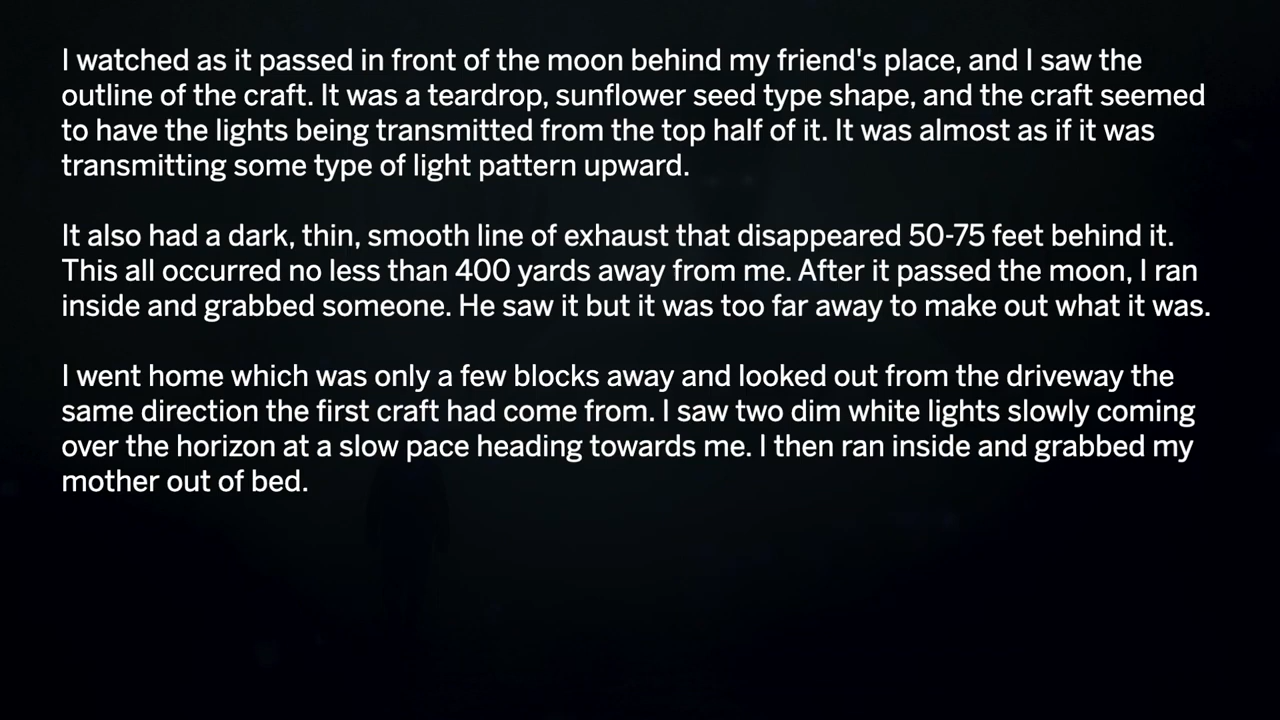 I watched as it passed in front of the moon behind my friend's place, and I saw the
outline of the craft. It was a teardrop, sunflower seed type shape, and the craft seemed
to have the lights being transmitted from the top half of it. It was almost as if it was
transmitting some type of light pattern upward.
It also had a dark, thin, smooth line of exhaust that disappeared 50-75 feet behind it.
This all occurred no less than 400 yards away from me. After it passed the moon, I ran
inside and grabbed someone. He saw it but it was too far away to make out what it was.
I went home which was only a few blocks away and looked out from the driveway the
same direction the first craft had come from. I saw two dim white lights slowly coming
over the horizon at a slow pace heading towards me. I then ran inside and grabbed my
mother out of bed.